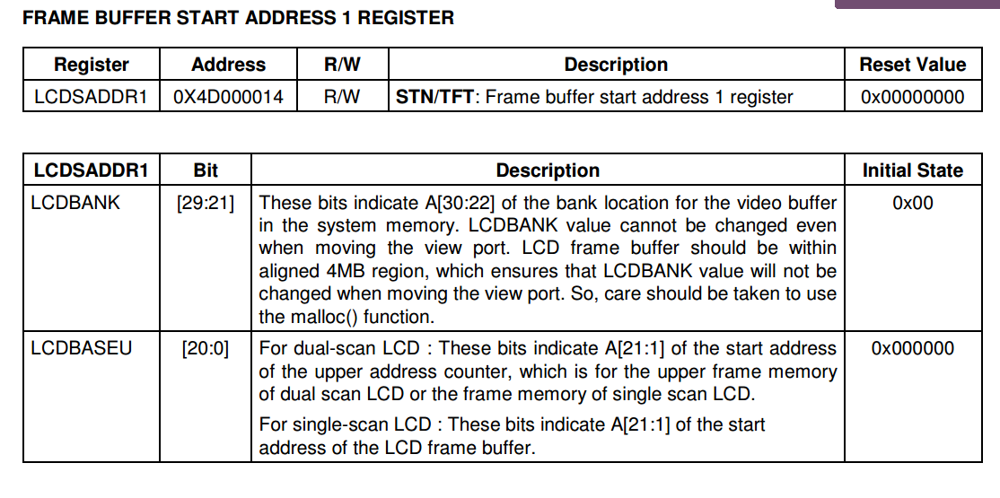 FRAME BUFFER START ADDRESS 1 REGISTER
Register Address R/W Description Reset Value
LCDSADDR1 0X4D000014 R/W STN/TFT: Frame buffer start address 1 register 0x00000000
LCDSADDR1 Bit Description Initial State
LCDBANK [29:21] These bits indicate A[30:22] of the bank location for the video buffer 0x00
in the system memory. LCDBANK value cannot be changed even
when moving the view port. LCD frame buffer should be within
aligned 4MB region, which ensures that LCDBANK value will not be
changed when moving the view port. So, care should be taken to use
the malloc() function.
LCDBASEU [20:0] For dual-scan LCD : These bits indicate A[21:1] of the start address 0x000000
of the upper address counter, which is for the upper frame memory
of dual scan LCD or the frame memory of single scan LCD.
For single-scan LCD : These bits indicate A[21:1] of the start
address of the LCD frame buffer.